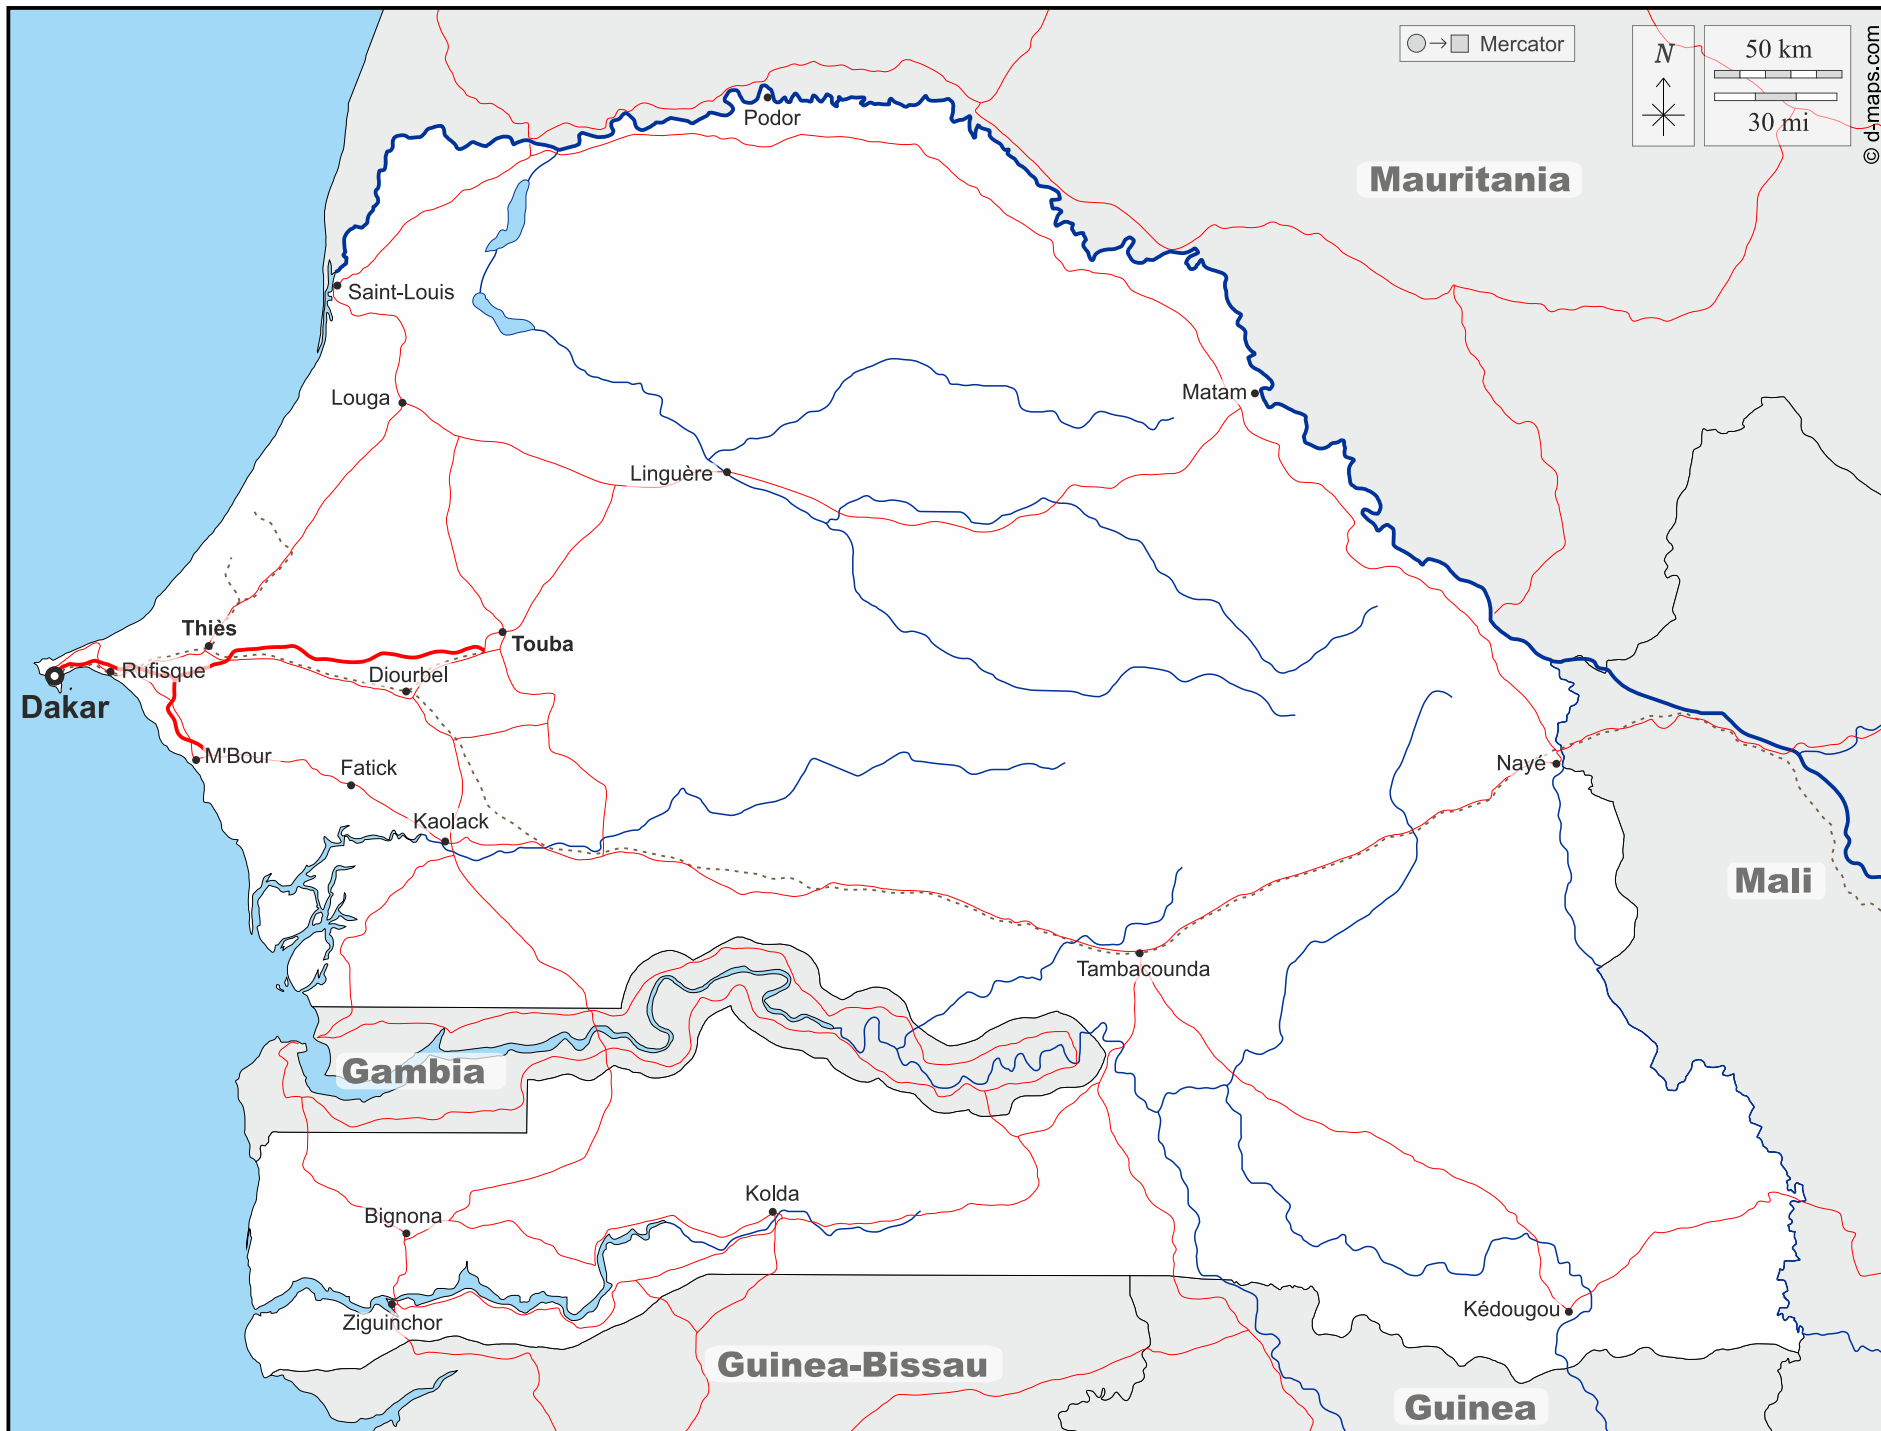 Mercator
N
50 km
30 mi
© d-maps.com
Podor
Mauritania
Saint-Louis
Louga
Matam
Linguère
Thiès
Touba
Rufisque
Diourbel
Dakar
M'Bour
Fatick
Nayé
Kaolack
Mali
Tambacounda
Gambia
Kolda
Bignona
Kédougou
Ziguinchor
Guinea-Bissau
Guinea